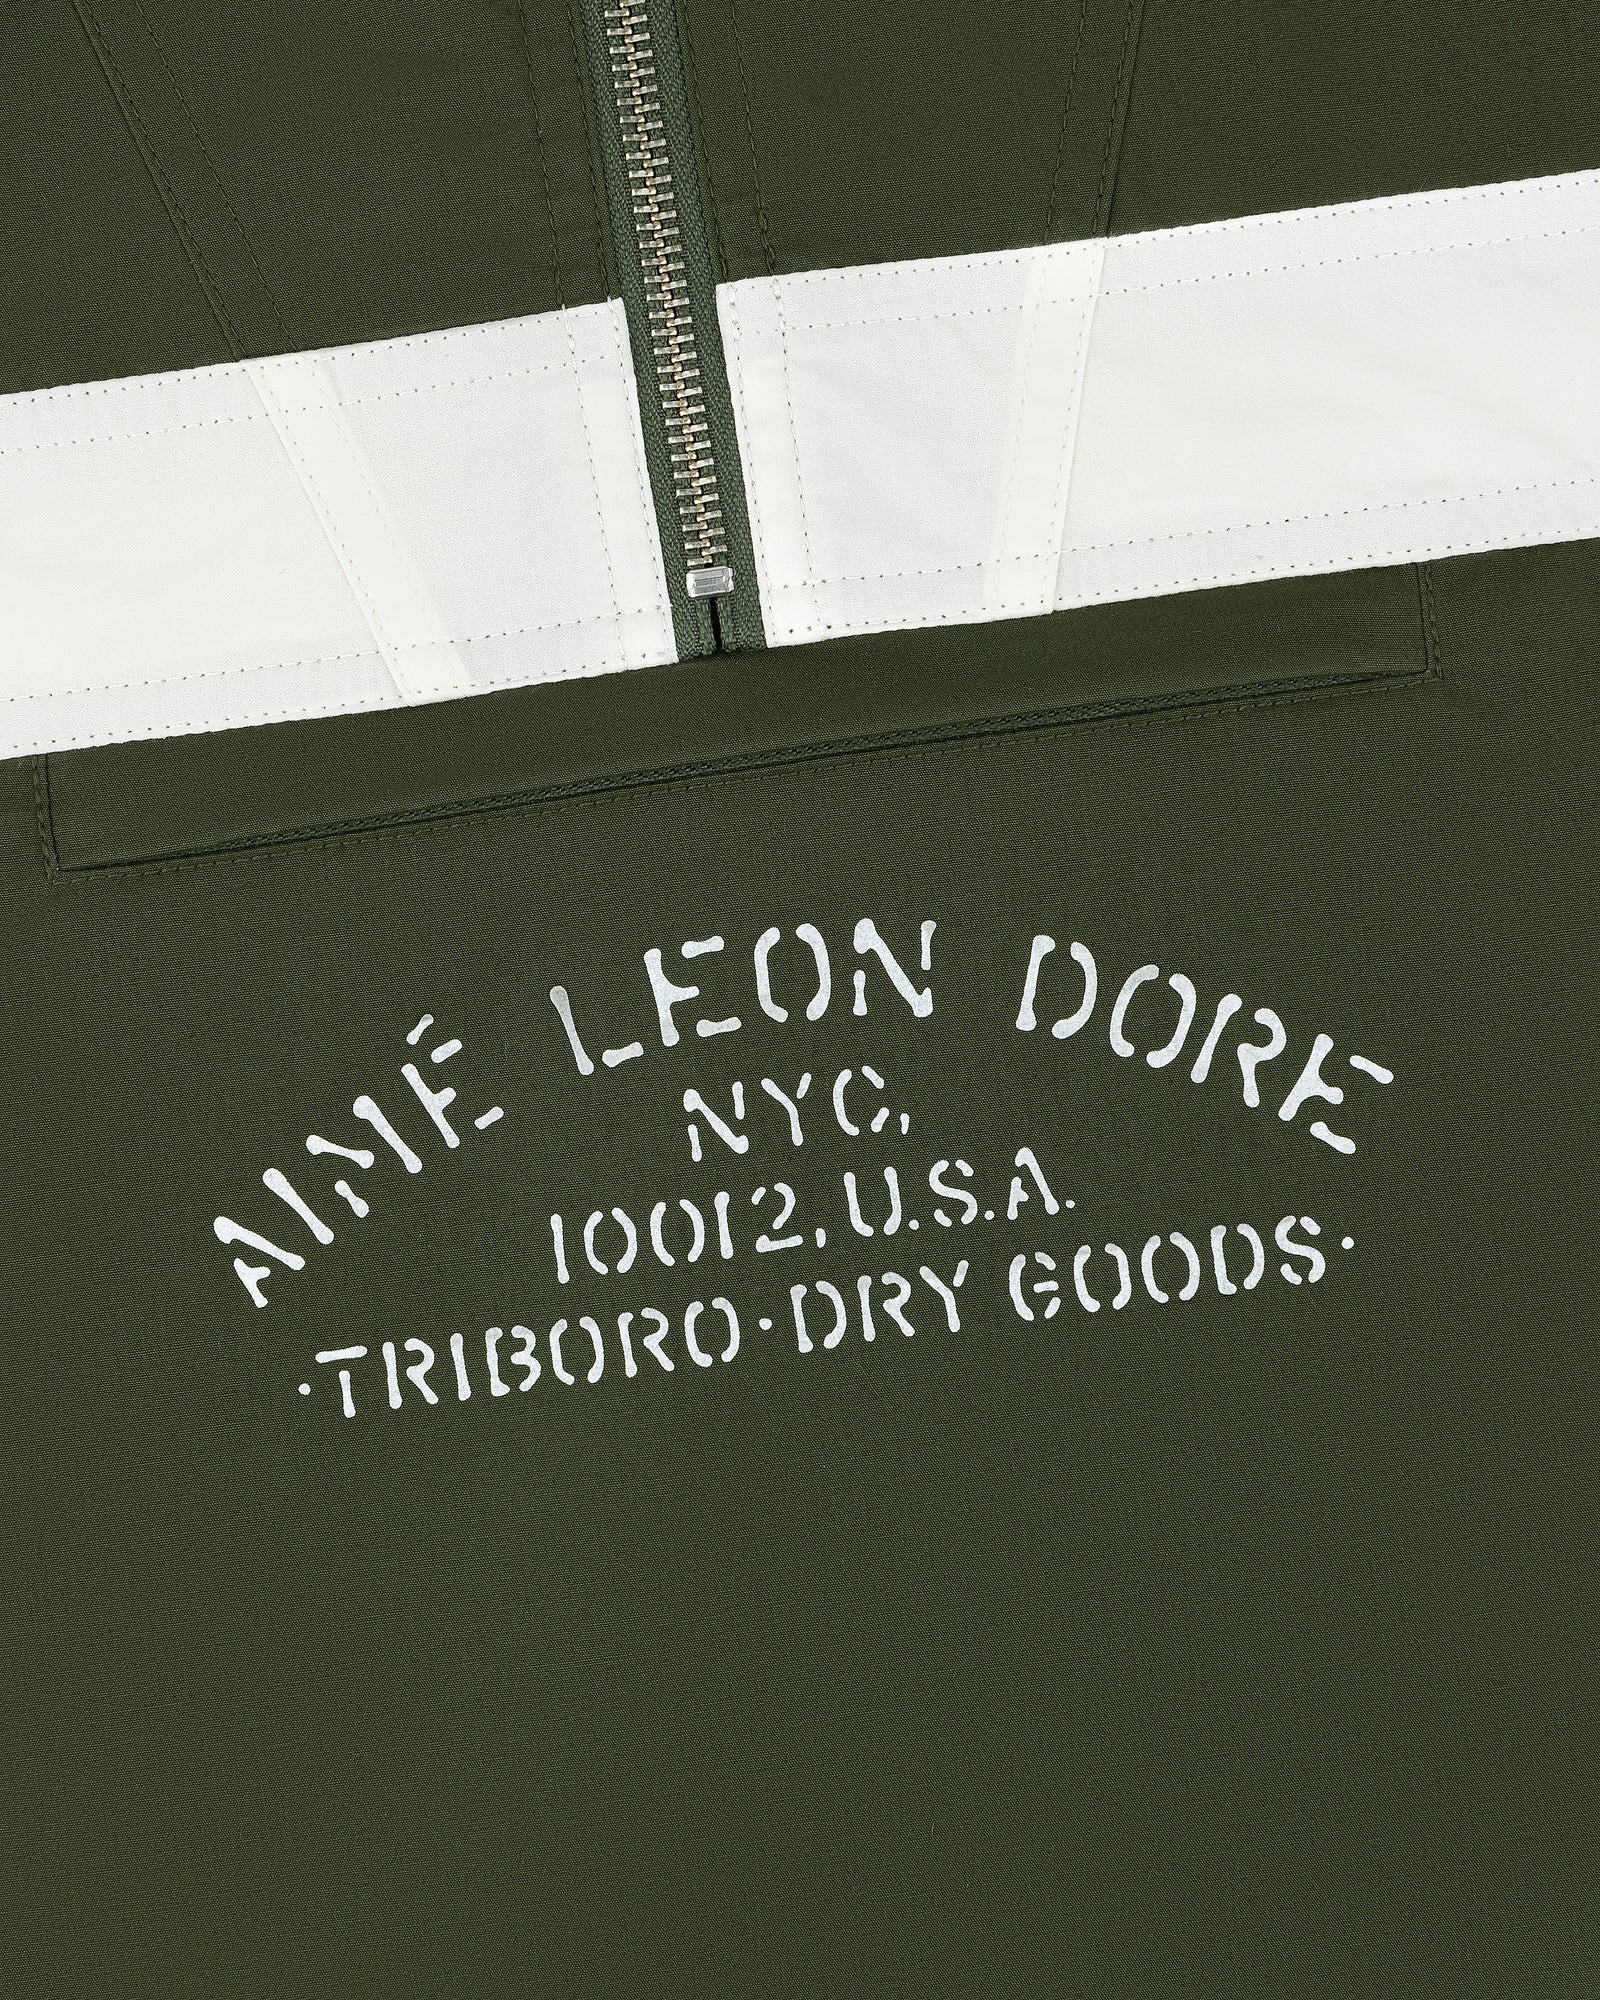 AIMÉ LEON DORE
NYC,
10012, U.S.A.
·TRIBORO·DRY GOODS·